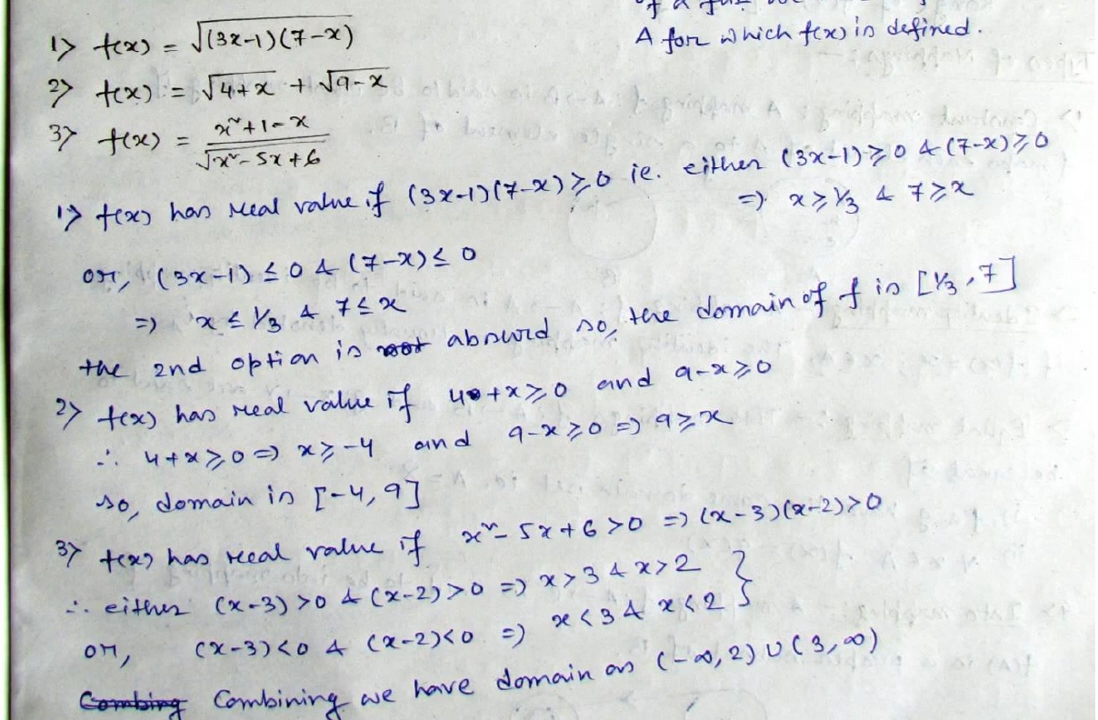 1> f(x) = √(3x-1)(7-x)
A for which f(x) is defined.
2> f(x) = √4+x + √9-x
3> f(x) = x²+1-x / √x²-5x+6
1> f(x) has real value if (3x-1)(7-x) ≥ 0 ie. either (3x-1) ≥ 0 & (7-x) ≥ 0
=> x ≥ 1/3 & 7 ≥ x
or, (3x-1) ≤ 0 & (7-x) ≤ 0
=> x ≤ 1/3 & 7 ≤ x
the 2nd option is absurd so, the domain of f is [1/3, 7]
2> f(x) has real value if 4+x ≥ 0 and 9-x ≥ 0
∴ 4+x ≥ 0 => x ≥ -4 and 9-x ≥ 0 => 9 ≥ x
so, domain is [-4, 9]
3> f(x) has real value if x²-5x+6 > 0 => (x-3)(x-2) > 0
∴ either (x-3) > 0 & (x-2) > 0 => x > 3 & x > 2 }
or, (x-3) < 0 & (x-2) < 0 => x < 3 & x < 2
Combing Combining we have domain as (-∞, 2) ∪ (3, ∞)